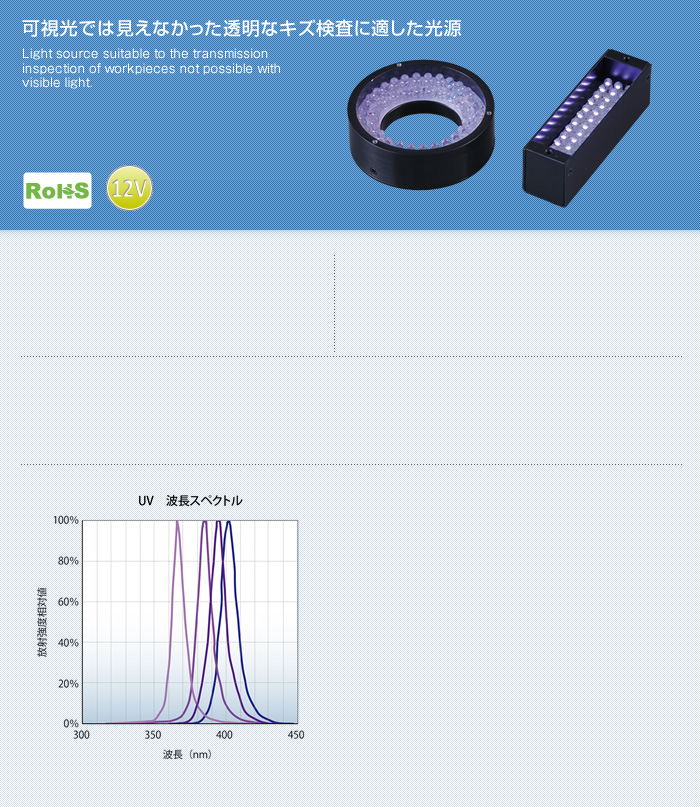 可視光では見えなかった透明なキズ検査に適した光源
Light source suitable to the transmission
inspection of workpieces not possible with
visible light.
RoHS
12V
UV 波長スペクトル
100%
80%
60%
40%
20%
0%
放射強度相対値
300
350
400
450
波長（nm）